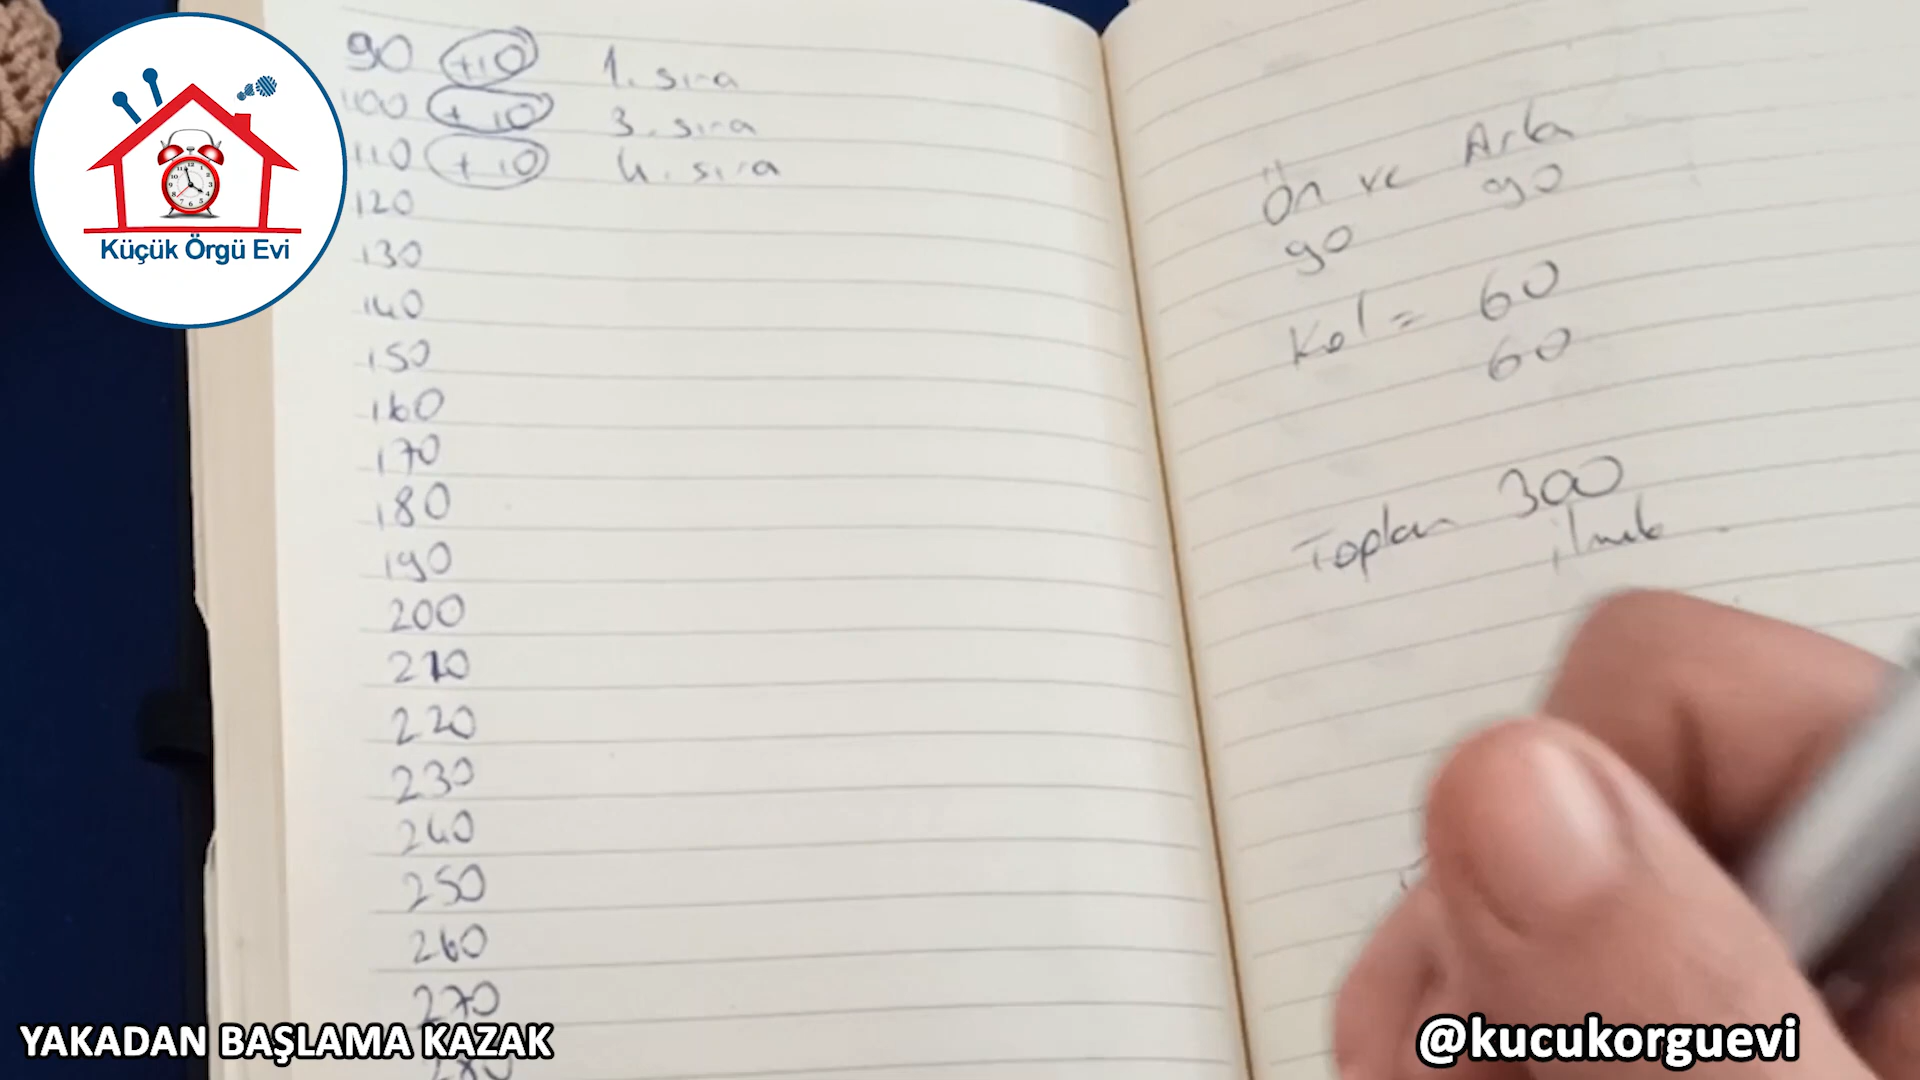 Küçük Örgü Evi
90 +10 1. sıra
100 +10 3. sıra
110 +10 4. sıra
120
130
140
150
160
170
180
190
200
210
220
230
240
250
260
270
280
Ön ve Arka
90 90
Kol = 60
60
Toplam 300
ilmek
YAKADAN BAŞLAMA KAZAK
@kucukorguevi